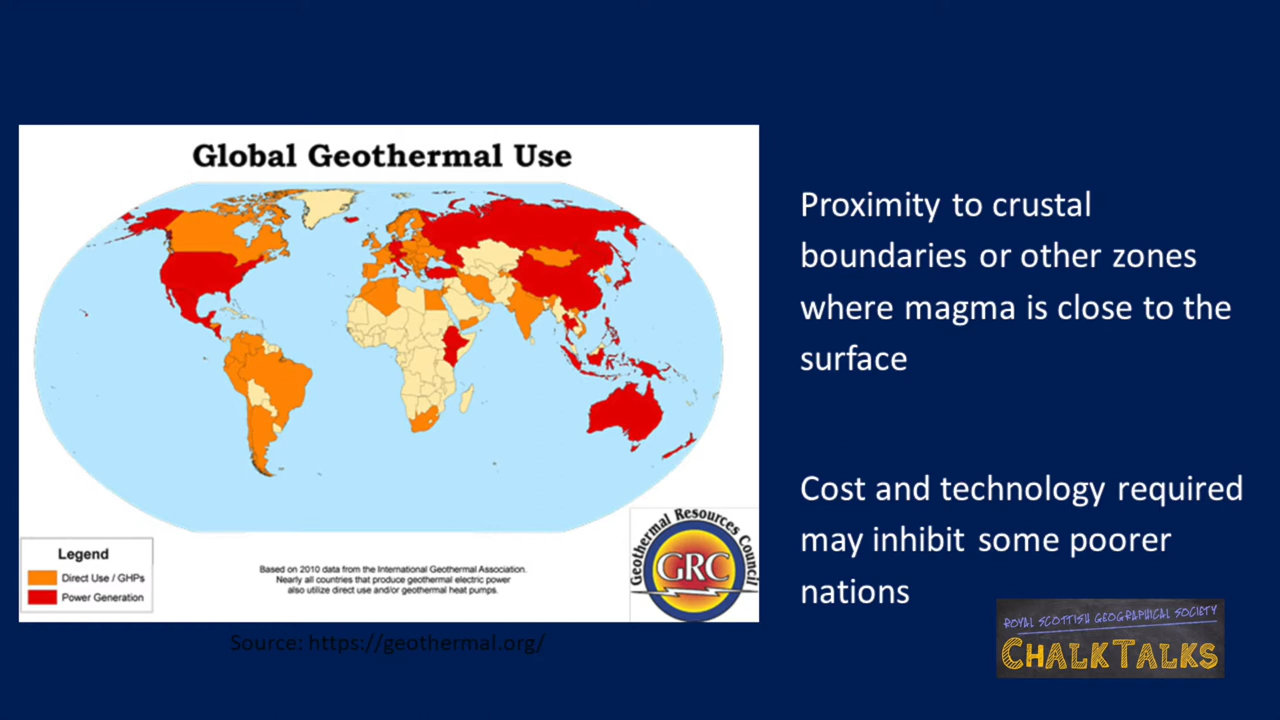 Global Geothermal Use
Proximity to crustal
boundaries or other zones
where magma is close to the
surface
Cost and technology required
may inhibit some poorer
nations
Legend
Direct Use / GHPs
Power Generation
Based on 2010 data from the International Geothermal Association.
Nearly all countries that produce geothermal electric power
also utilize direct use and/or geothermal heat pumps.
Geothermal Resources Council
GRC
Source: https://geothermal.org/
ROYAL SCOTTISH GEOGRAPHICAL SOCIETY
CHALKTALKS